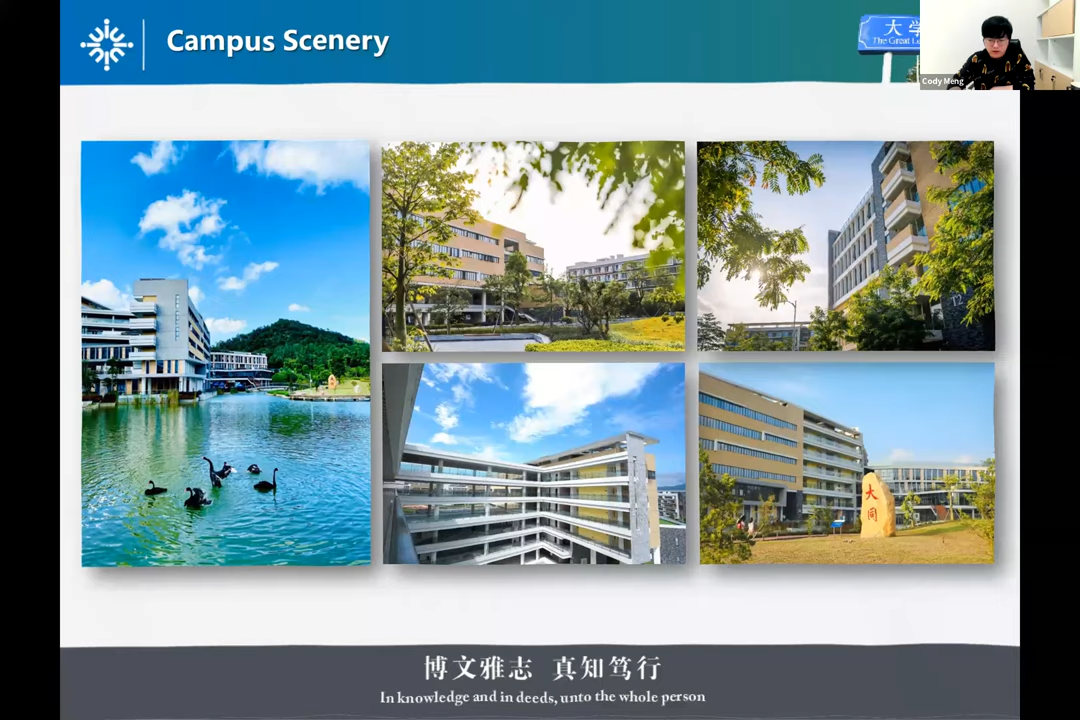 Campus Scenery
大学
The Great L
Cody Meng
T2
大同
博文雅志 真知笃行
In knowledge and in deeds, unto the whole person